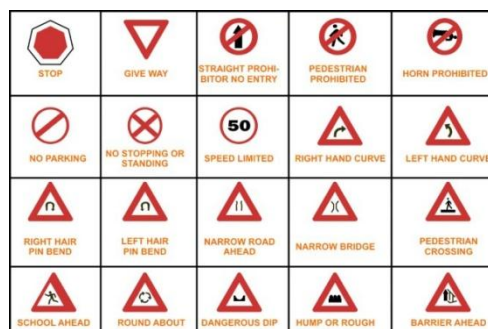 STOP
GIVE WAY
STRAIGHT PROHI-
BITOR NO ENTRY
PEDESTRIAN
PROHIBITED
HORN PROHIBITED
NO PARKING
NO STOPPING OR
STANDING
50
SPEED LIMITED
RIGHT HAND CURVE
LEFT HAND CURVE
RIGHT HAIR
PIN BEND
LEFT HAIR
PIN BEND
NARROW ROAD
AHEAD
NARROW BRIDGE
PEDESTRIAN
CROSSING
SCHOOL AHEAD
ROUND ABOUT
DANGEROUS DIP
HUMP OR ROUGH
BARRIER AHEAD